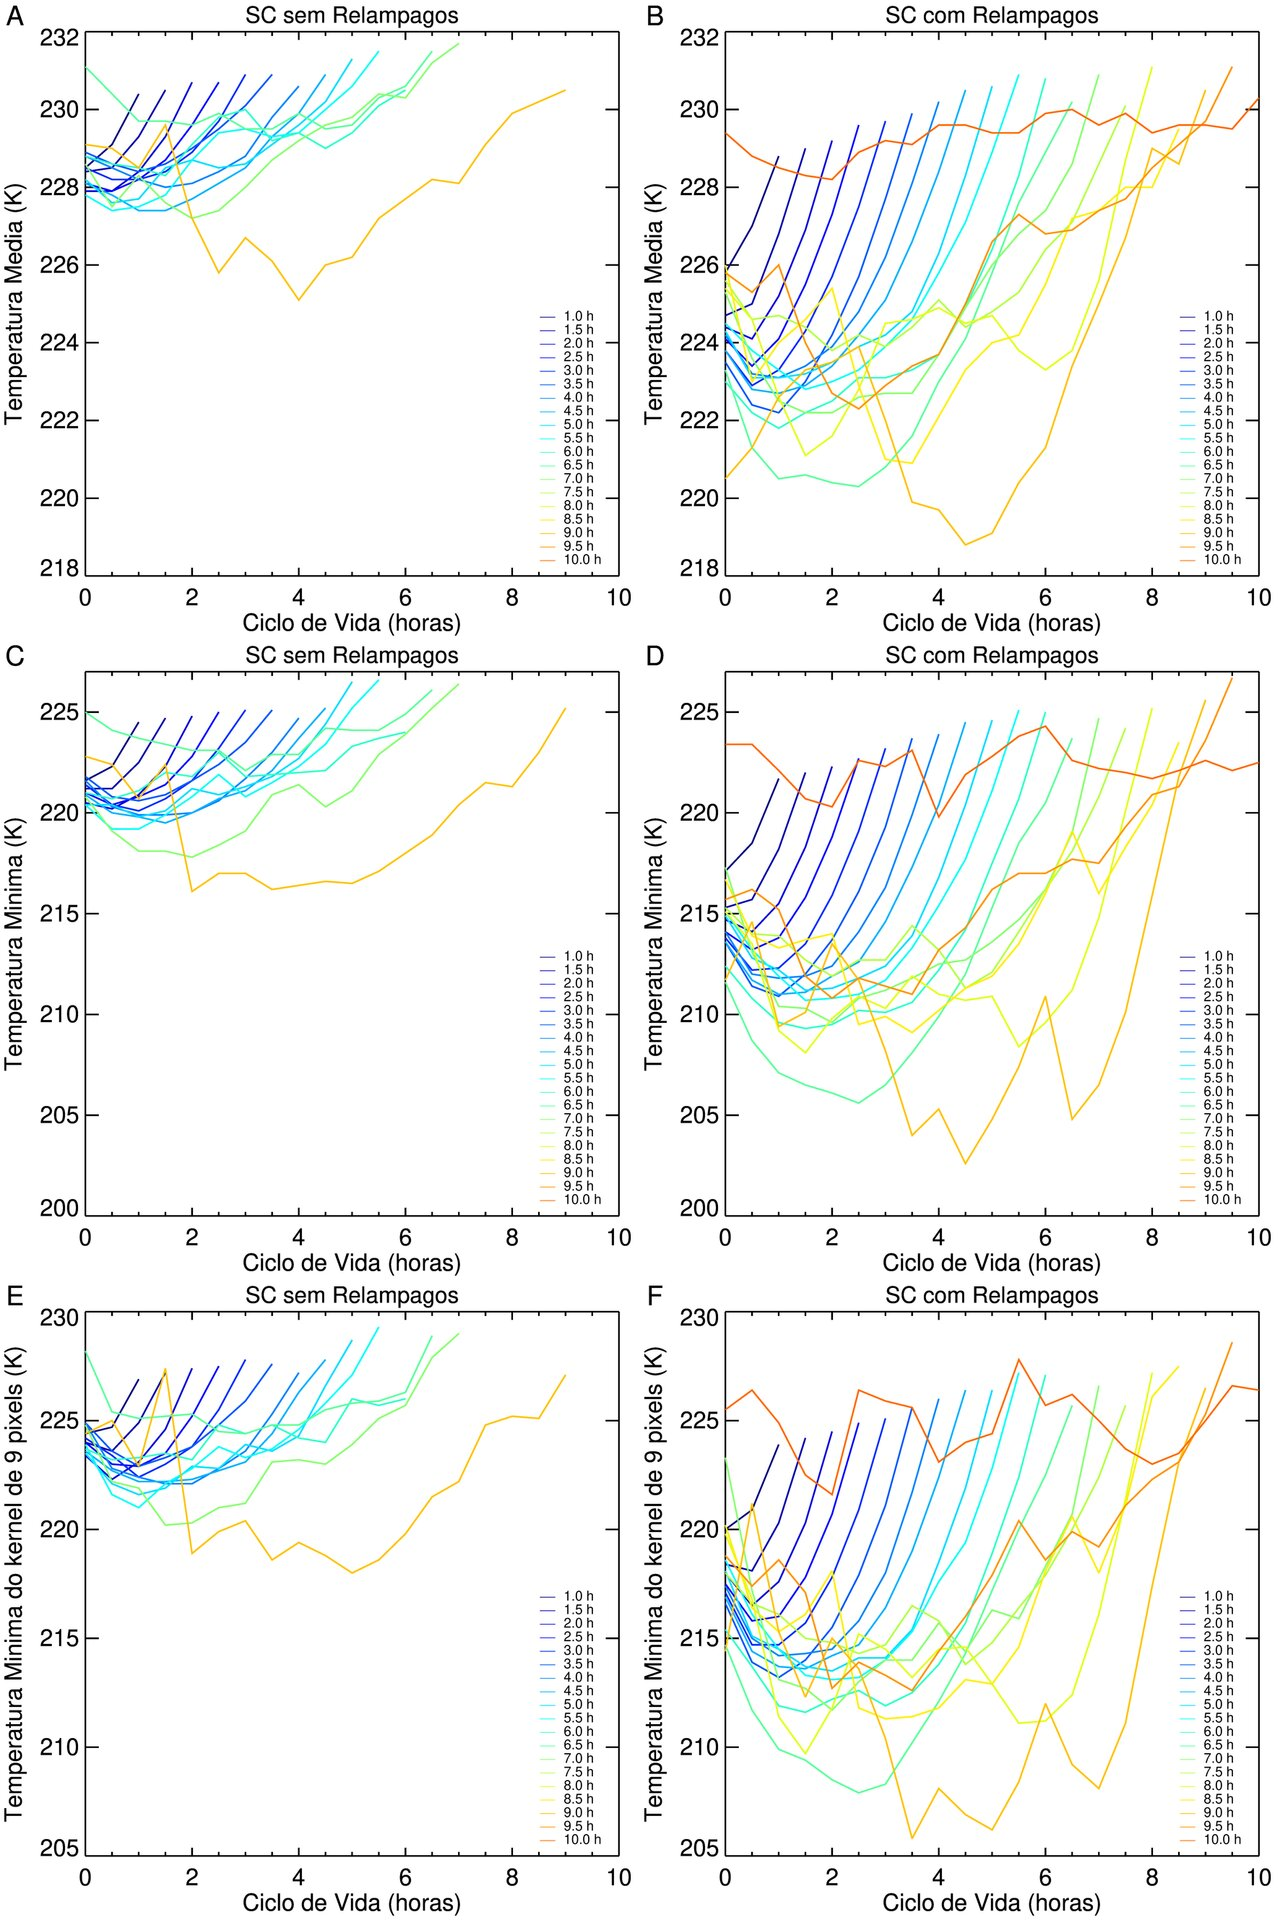 A
SC sem Relampagos
232
230
228
226
224
222
220
218
Temperatura Media (K)
1.0 h
1.5 h
2.0 h
2.5 h
3.0 h
3.5 h
4.0 h
4.5 h
5.0 h
5.5 h
6.0 h
6.5 h
7.0 h
7.5 h
8.0 h
8.5 h
9.0 h
9.5 h
10.0 h
0 2 4 6 8 10
Ciclo de Vida (horas)
B
SC com Relampagos
232
230
228
226
224
222
220
218
Temperatura Media (K)
1.0 h
1.5 h
2.0 h
2.5 h
3.0 h
3.5 h
4.0 h
4.5 h
5.0 h
5.5 h
6.0 h
6.5 h
7.0 h
7.5 h
8.0 h
8.5 h
9.0 h
9.5 h
10.0 h
0 2 4 6 8 10
Ciclo de Vida (horas)
C
SC sem Relampagos
225
220
215
210
205
200
Temperatura Minima (K)
1.0 h
1.5 h
2.0 h
2.5 h
3.0 h
3.5 h
4.0 h
4.5 h
5.0 h
5.5 h
6.0 h
6.5 h
7.0 h
7.5 h
8.0 h
8.5 h
9.0 h
9.5 h
10.0 h
0 2 4 6 8 10
Ciclo de Vida (horas)
D
SC com Relampagos
225
220
215
210
205
200
Temperatura Minima (K)
1.0 h
1.5 h
2.0 h
2.5 h
3.0 h
3.5 h
4.0 h
4.5 h
5.0 h
5.5 h
6.0 h
6.5 h
7.0 h
7.5 h
8.0 h
8.5 h
9.0 h
9.5 h
10.0 h
0 2 4 6 8 10
Ciclo de Vida (horas)
E
SC sem Relampagos
230
225
220
215
210
205
Temperatura Minima do kernel de 9 pixels (K)
1.0 h
1.5 h
2.0 h
2.5 h
3.0 h
3.5 h
4.0 h
4.5 h
5.0 h
5.5 h
6.0 h
6.5 h
7.0 h
7.5 h
8.0 h
8.5 h
9.0 h
9.5 h
10.0 h
0 2 4 6 8 10
Ciclo de Vida (horas)
F
SC com Relampagos
230
225
220
215
210
205
Temperatura Minima do kernel de 9 pixels (K)
1.0 h
1.5 h
2.0 h
2.5 h
3.0 h
3.5 h
4.0 h
4.5 h
5.0 h
5.5 h
6.0 h
6.5 h
7.0 h
7.5 h
8.0 h
8.5 h
9.0 h
9.5 h
10.0 h
0 2 4 6 8 10
Ciclo de Vida (horas)